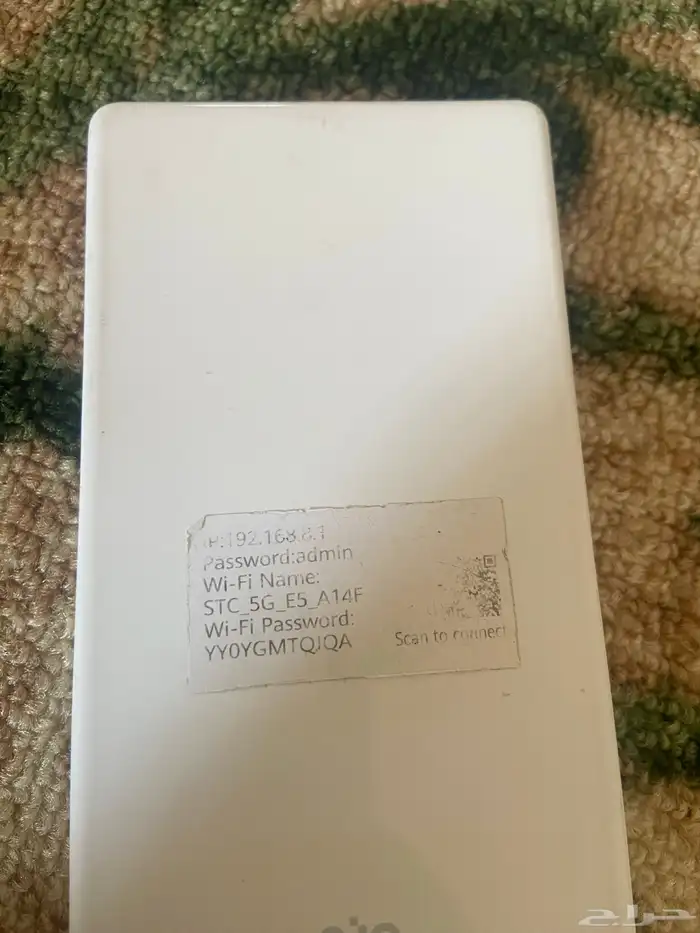 IP:192.168.8.1
Password:admin
Wi-Fi Name:
STC_5G_E5_A14F
Wi-Fi Password:
YY0YGMTQJQA
Scan to connect
حراج